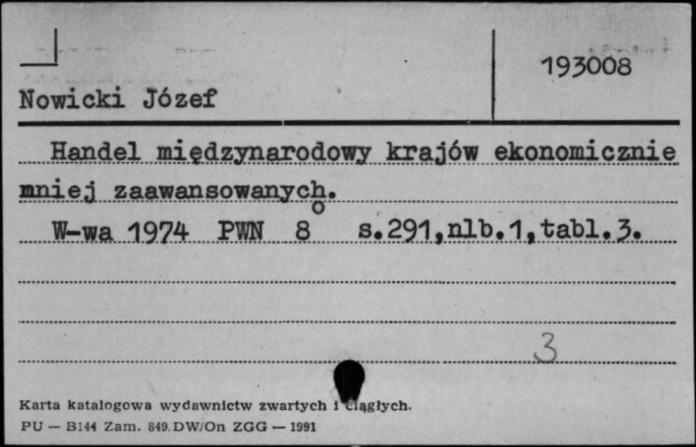 193008
Nowicki Józef
Handel międzynarodowy krajów ekonomicznie
mniej zaawansowanych.
W-wa 1974 PWN 8° s.291,nlb.1,tabl.3.
3
Karta katalogowa wydawnictw zwartych i ciągłych.
PU — B144 Zam. 849 DW/On ZGG — 1991